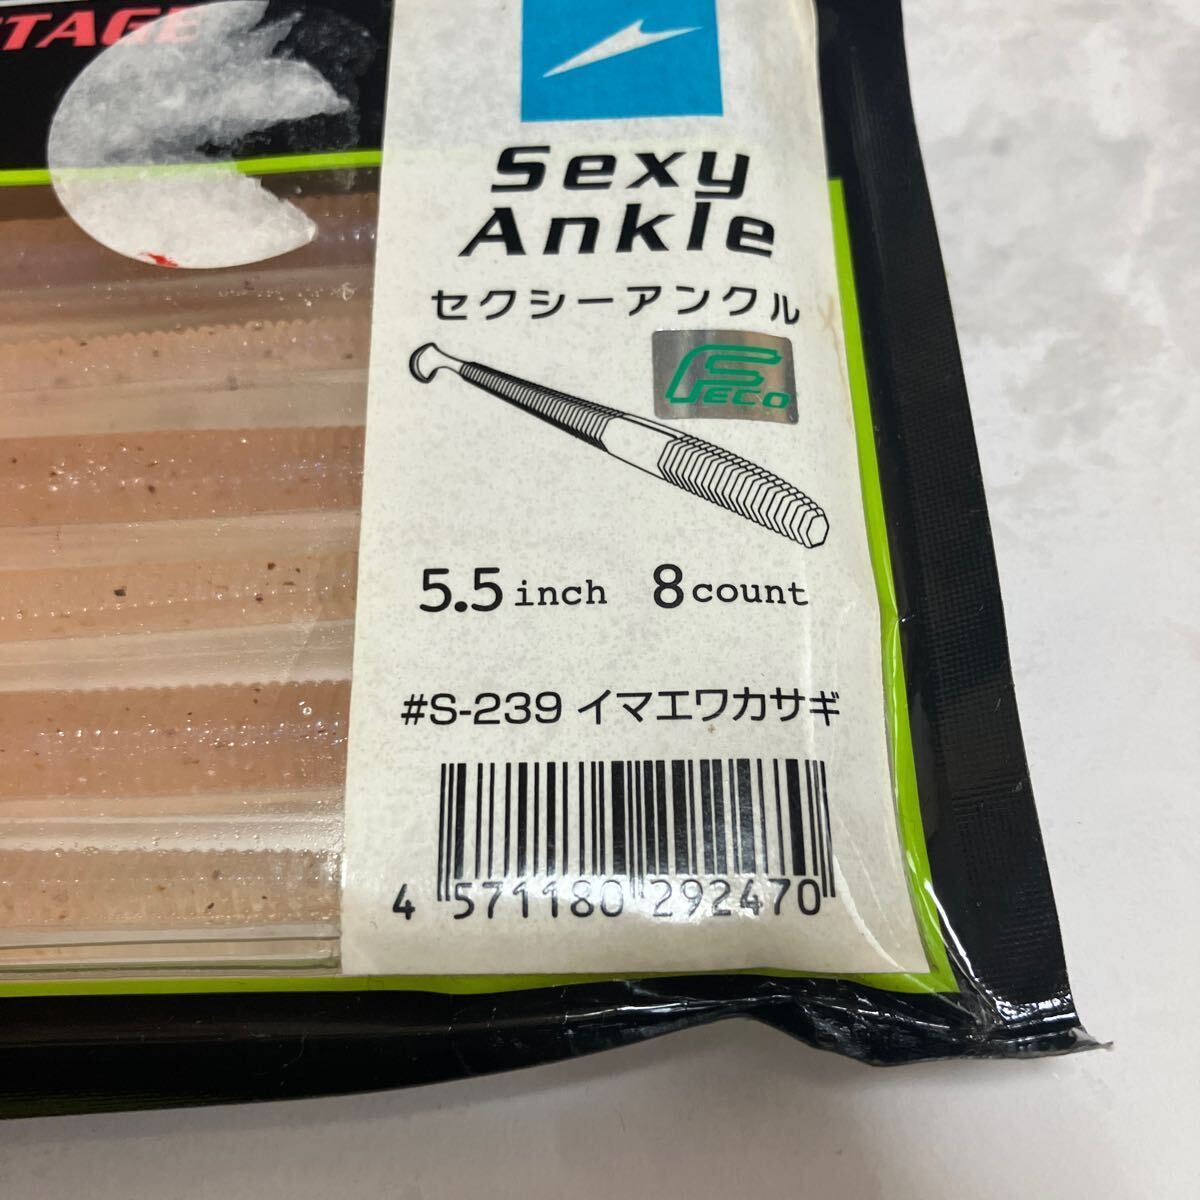 STAGE
Sexy
Ankle
セクシーアンクル
FS
ECO
5.5 inch 8 count
#S-239 イマエワカサギ
4 571180 292470